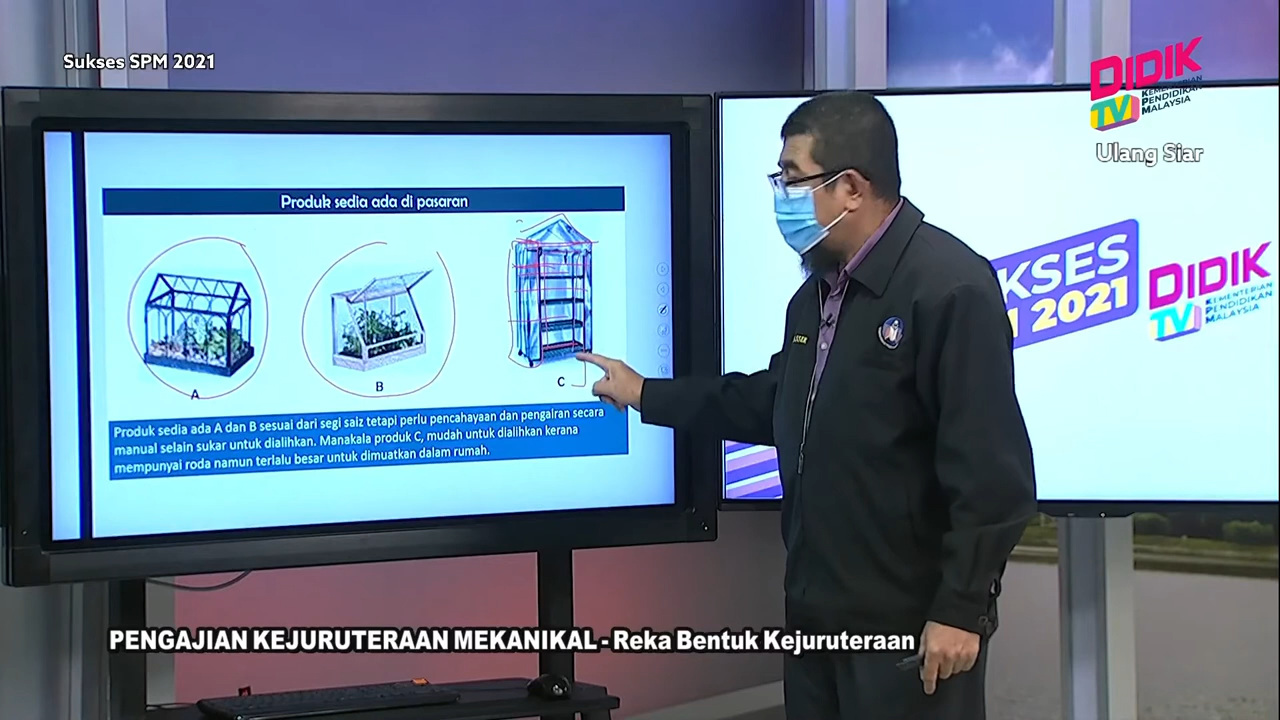 Sukses SPM 2021
DIDIK
TV
KEMENTERIAN
PENDIDIKAN
MALAYSIA
Ulang Siar
Produk sedia ada di pasaran
A
B
C
Produk sedia ada A dan B sesuai dari segi saiz tetapi perlu pencahayaan dan pengairan secara
manual selain sukar untuk dialihkan. Manakala produk C, mudah untuk dialihkan kerana
mempunyai roda namun terlalu besar untuk dimuatkan dalam rumah.
KSES
2021
DIDIK
TV
KEMENTERIAN
PENDIDIKAN
MALAYSIA
PENGAJIAN KEJURUTERAAN MEKANIKAL - Reka Bentuk Kejuruteraan